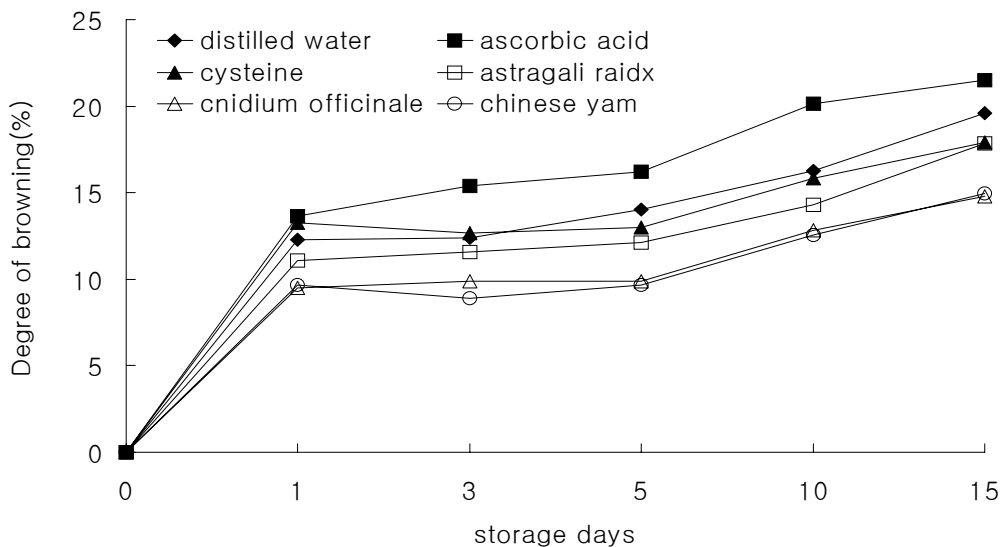 25
distilled water ascorbic acid
cysteine astragali raidx
20 cnidium officinale chinese yam
15
10
5
0
Degree of browning(%)
0 1 3 5 10 15
storage days